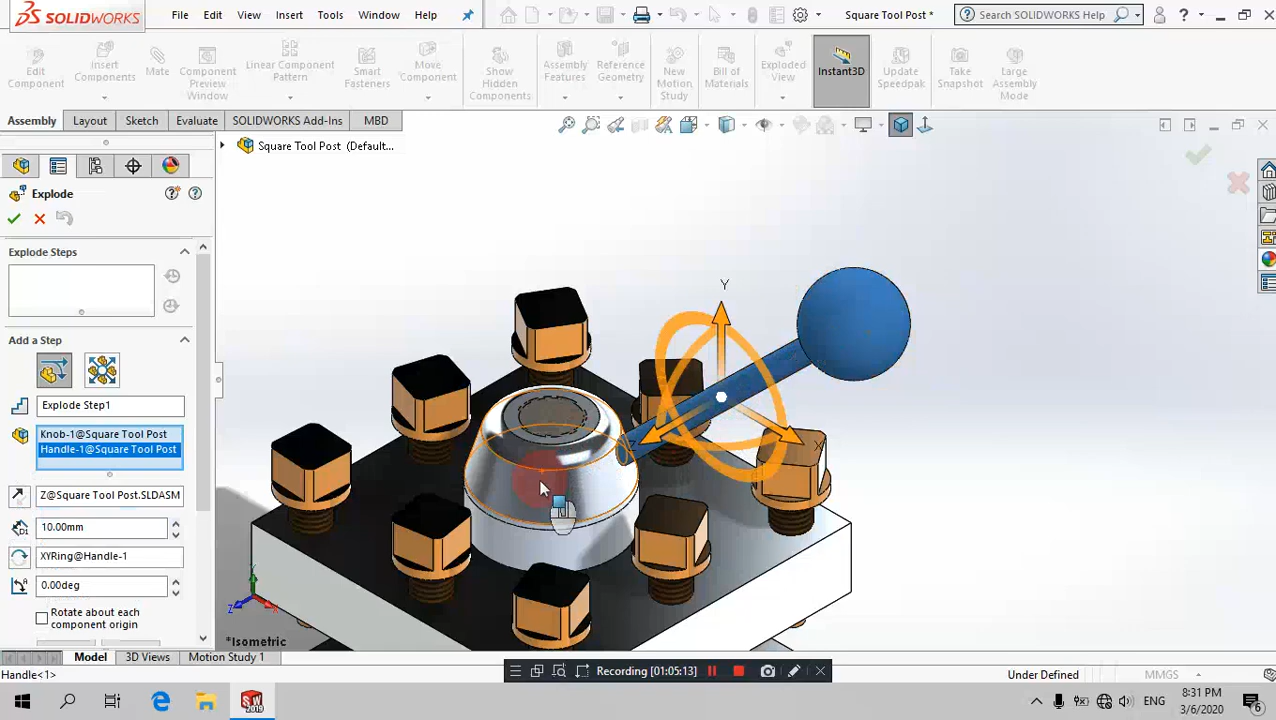 SOLIDWORKS File Edit View Insert Tools Window Help Square Tool Post * Search SOLIDWORKS Help ?
Edit Component
Insert Components
Mate
Component Preview Window
Linear Component Pattern
Smart Fasteners
Move Component
Show Hidden Components
Assembly Features
Reference Geometry
New Motion Study
Bill of Materials
Exploded View
Instant3D
Update Speedpak
Take Snapshot
Large Assembly Mode
Assembly Layout Sketch Evaluate SOLIDWORKS Add-Ins MBD
Square Tool Post (Default...
Explode
Explode Steps
Add a Step
Explode Step1
Knob-1@Square Tool Post
Handle-1@Square Tool Post
Z@Square Tool Post.SLDASM
10.00mm
XYRing@Handle-1
0.00deg
Rotate about each
component origin
Y
Y
Z
X
*Isometric
Model 3D Views Motion Study 1
Handle<1>
Recording [01:05:13]
Under Defined MMGS
SW
2019
ENG
8:31 PM
3/6/2020
6